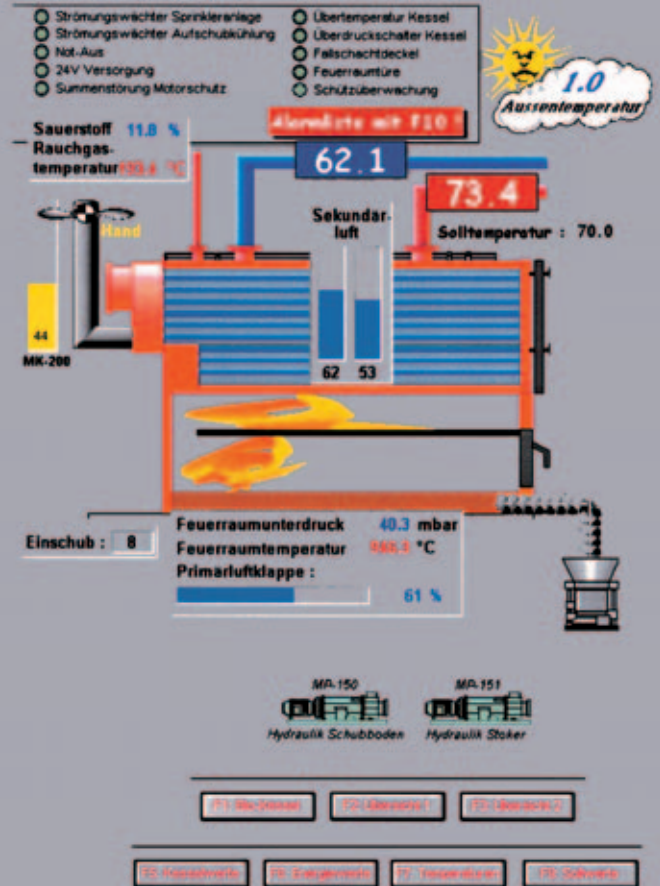 Strömungswächter Sprinkleranlage
Strömungswächter Aufschubkühlung
Not-Aus
24V Versorgung
Summenstörung Motorschutz
Übertemperatur Kessel
Überdruckschalter Kessel
Fallschachtdeckel
Feuerraumtüre
Schützüberwachung
1.0
Aussentemperatur
Alarmliste mit F10
Sauerstoff 11.8 %
Rauchgas-
temperatur °C
62.1
73.4
Solltemperatur : 70.0
Hand
Sekundär-
luft
44
MK-200
62 53
Einschub : 8
Feuerraumunterdruck 40.3 mbar
Feuerraumtemperatur °C
Primärluftklappe :
61 %
MA-150
Hydraulik Schubboden
MA-151
Hydraulik Stoker